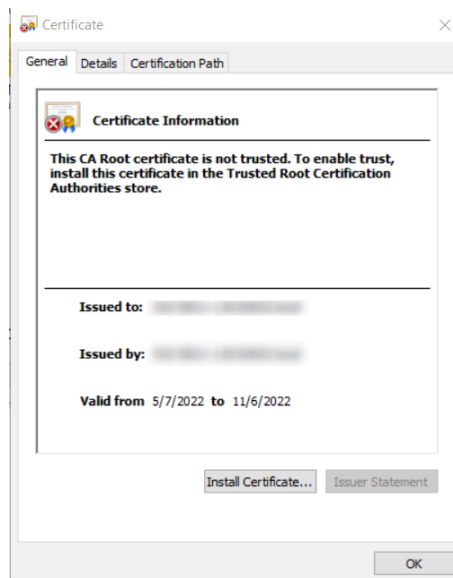 Certificate
General Details Certification Path
Certificate Information
This CA Root certificate is not trusted. To enable trust,
install this certificate in the Trusted Root Certification
Authorities store.
Issued to:
Issued by:
Valid from 5/7/2022 to 11/6/2022
Install Certificate... Issuer Statement
OK